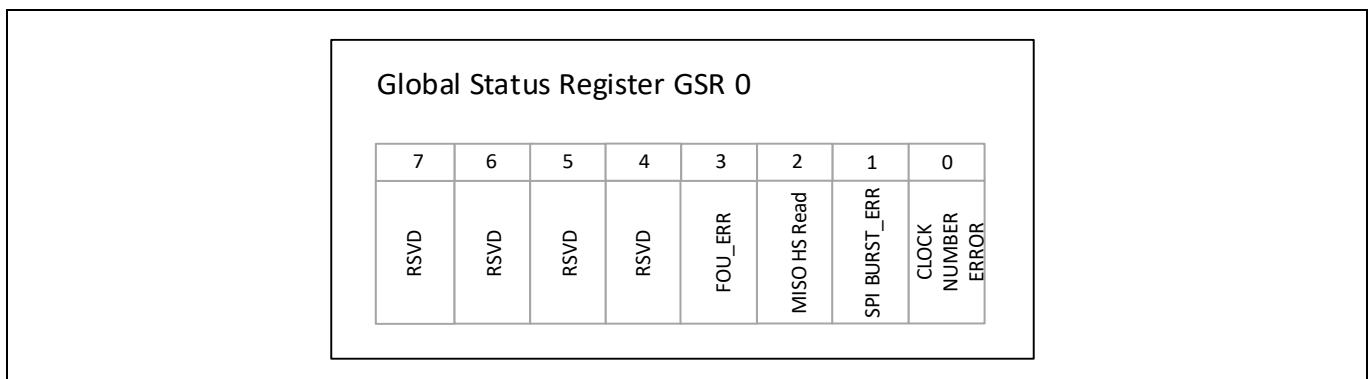 Global Status Register GSR 0
7 6 5 4 3 2 1 0
RSVD
RSVD
RSVD
RSVD
FOU_ERR
MISO HS Read
SPI BURST_ERR
CLOCK
NUMBER
ERROR